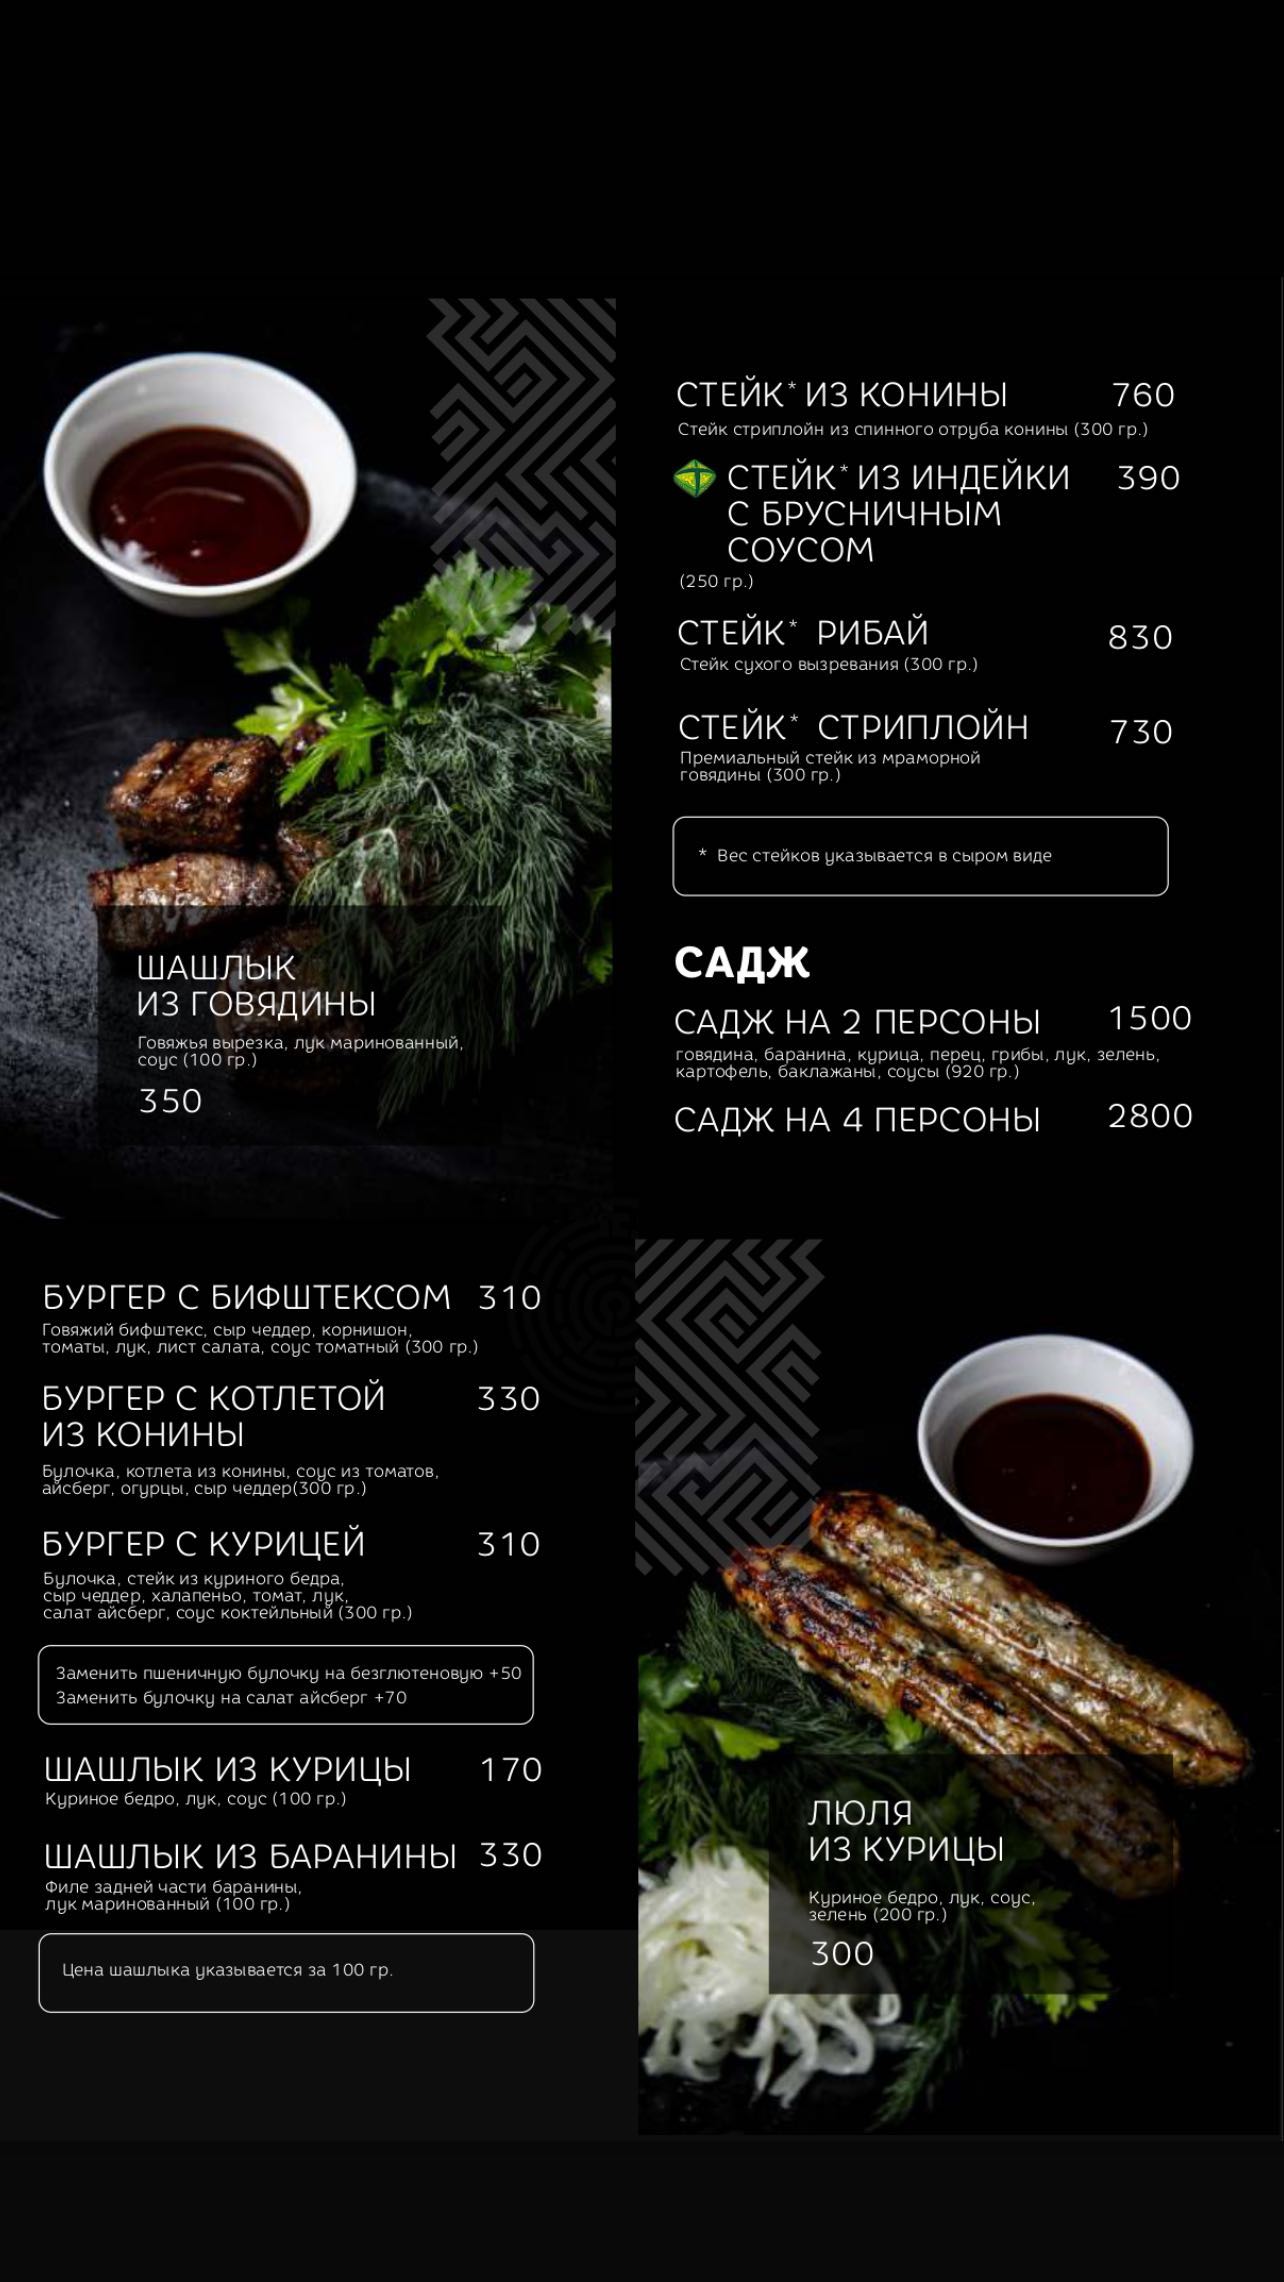 СТЕЙК* ИЗ КОНИНЫ 760
Стейк стриплойн из спинного отруба конины (300 гр.)
СТЕЙК* ИЗ ИНДЕЙКИ 390
С БРУСНИЧНЫМ
СОУСОМ
(250 гр.)
СТЕЙК* РИБАЙ 830
Стейк сухого вызревания (300 гр.)
СТЕЙК* СТРИПЛОЙН 730
Премиальный стейк из мраморной
говядины (300 гр.)
* Вес стейков указывается в сыром виде
ШАШЛЫК
ИЗ ГОВЯДИНЫ
Говяжья вырезка, лук маринованный,
соус (100 гр.)
350
САДЖ
САДЖ НА 2 ПЕРСОНЫ 1500
говядина, баранина, курица, перец, грибы, лук, зелень,
картофель, баклажаны, соусы (920 гр.)
САДЖ НА 4 ПЕРСОНЫ 2800
БУРГЕР С БИФШТЕКСОМ 310
Говяжий бифштекс, сыр чеддер, корнишон,
томаты, лук, лист салата, соус томатный (300 гр.)
БУРГЕР С КОТЛЕТОЙ 330
ИЗ КОНИНЫ
Булочка, котлета из конины, соус из томатов,
айсберг, огурцы, сыр чеддер(300 гр.)
БУРГЕР С КУРИЦЕЙ 310
Булочка, стейк из куриного бедра,
сыр чеддер, халапеньо, томат, лук,
салат айсберг, соус коктейльный (300 гр.)
Заменить пшеничную булочку на безглютеновую +50
Заменить булочку на салат айсберг +70
ШАШЛЫК ИЗ КУРИЦЫ 170
Куриное бедро, лук, соус (100 гр.)
ШАШЛЫК ИЗ БАРАНИНЫ 330
Филе задней части баранины,
лук маринованный (100 гр.)
Цена шашлыка указывается за 100 гр.
ЛЮЛЯ
ИЗ КУРИЦЫ
Куриное бедро, лук, соус,
зелень (200 гр.)
300